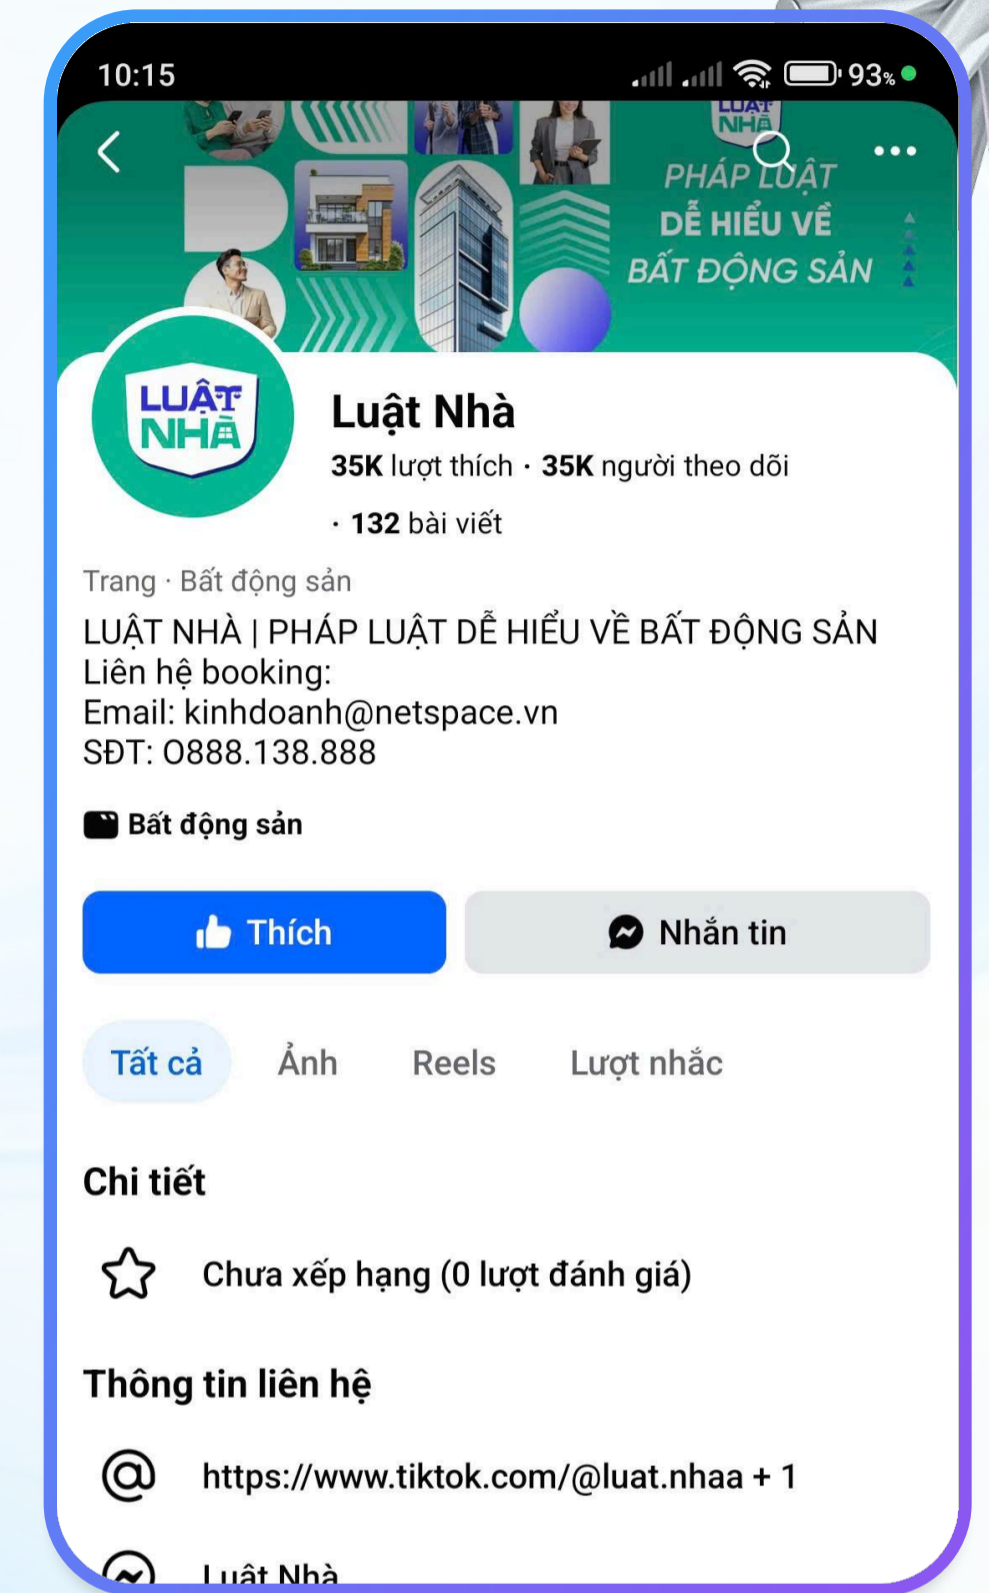 10:15
93%
LUẬT
NHÀ
PHÁP LUẬT
DỄ HIỂU VỀ
BẤT ĐỘNG SẢN
LUẬT
NHÀ
Luật Nhà
35K lượt thích · 35K người theo dõi
· 132 bài viết
Trang · Bất động sản
LUẬT NHÀ | PHÁP LUẬT DỄ HIỂU VỀ BẤT ĐỘNG SẢN
Liên hệ booking:
Email: kinhdoanh@netspace.vn
SĐT: O888.138.888
Bất động sản
Thích
Nhắn tin
Tất cả Ảnh Reels Lượt nhắc
Chi tiết
Chưa xếp hạng (0 lượt đánh giá)
Thông tin liên hệ
https://www.tiktok.com/@luat.nhaa + 1
Luật Nhà